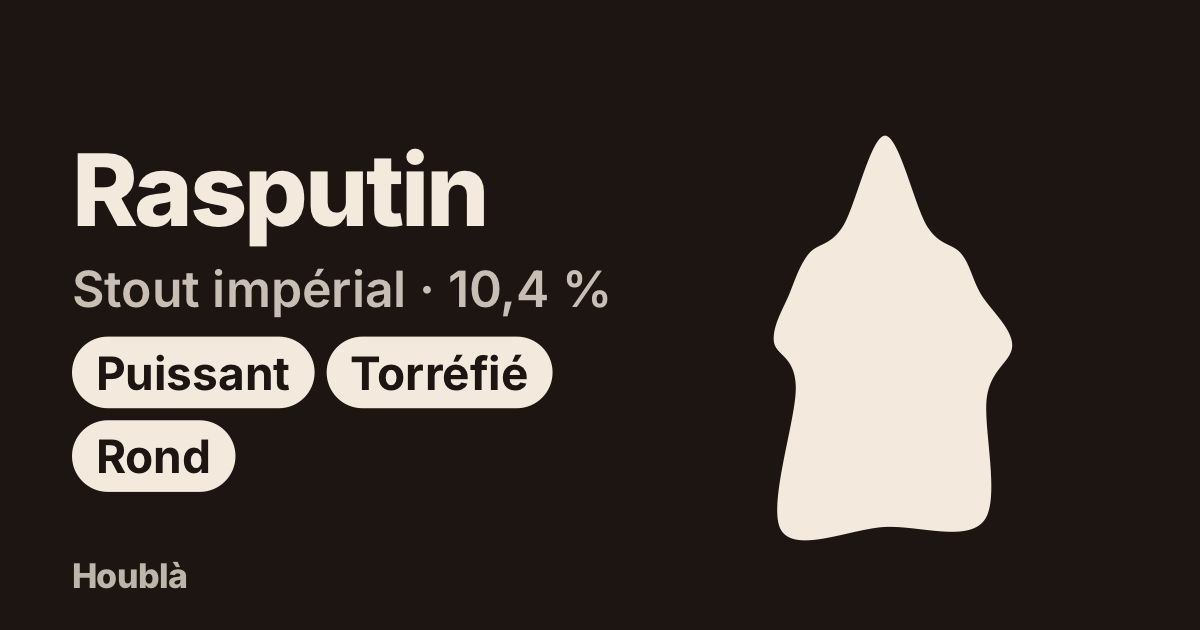 Rasputin
Stout impérial · 10,4 %
Puissant Torréfié
Rond
Houblà